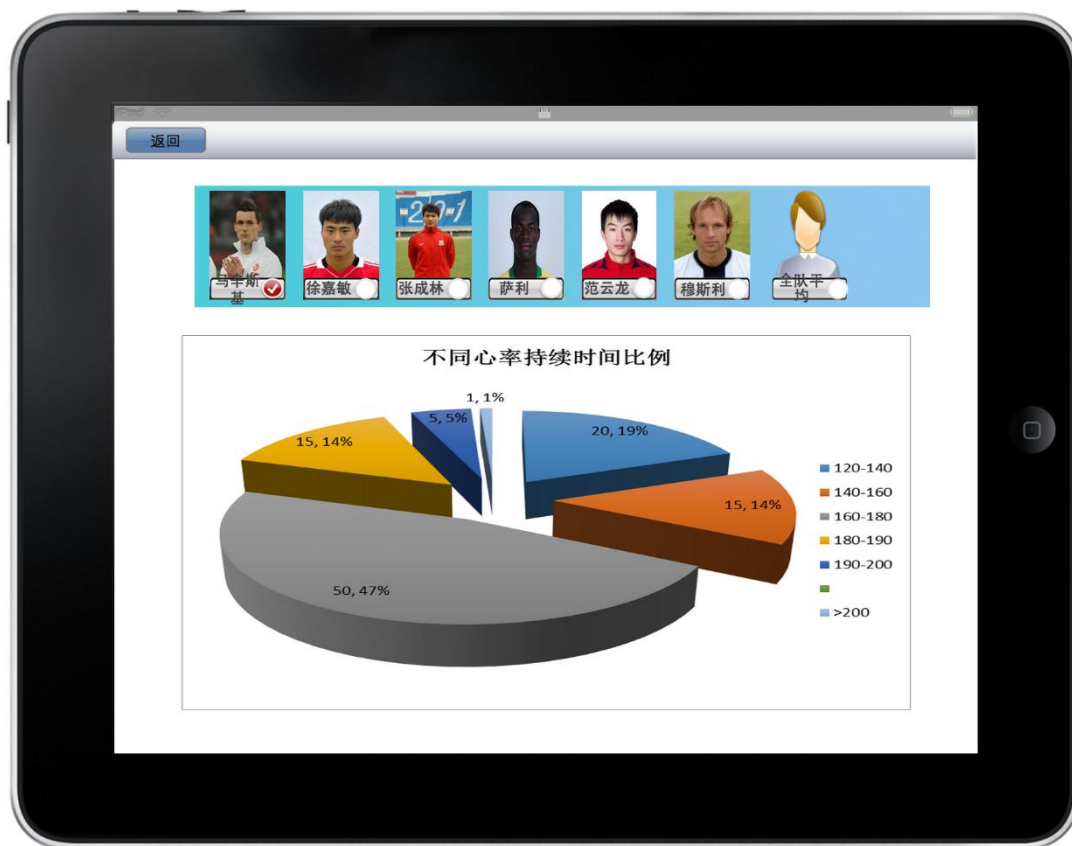 iPad
返回
马辛斯
基
徐嘉敏
张成林
萨利
范云龙
穆斯利
全队平
均
不同心率持续时间比例
1, 1%
5, 5%
20, 19%
15, 14%
15, 14%
50, 47%
120-140
140-160
160-180
180-190
190-200
>200